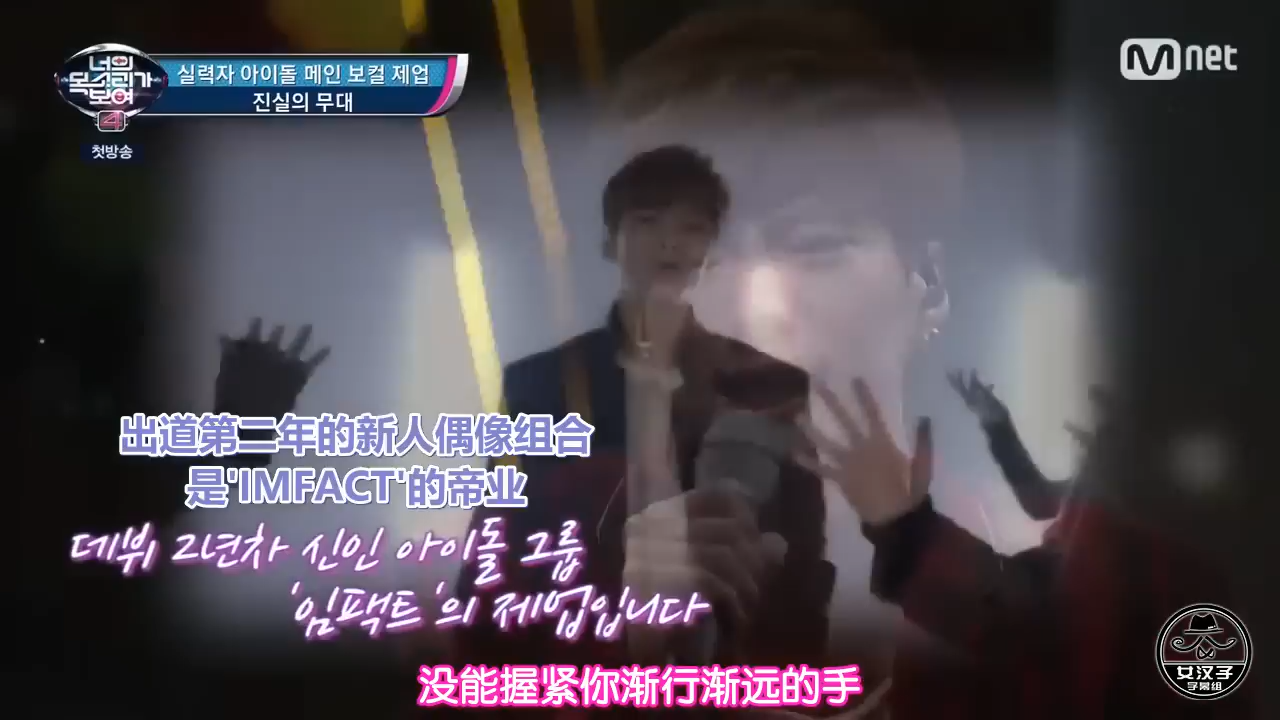 너의
목소리가
보여
4
실력자 아이돌 메인 보컬 제업
진실의 무대
첫방송
Mnet
出道第二年的新人偶像组合
是'IMFACT'的帝业
데뷔 2년차 신인 아이돌 그룹
'임팩트'의 제업입니다
没能握紧你渐行渐远的手
女汉子
字幕组